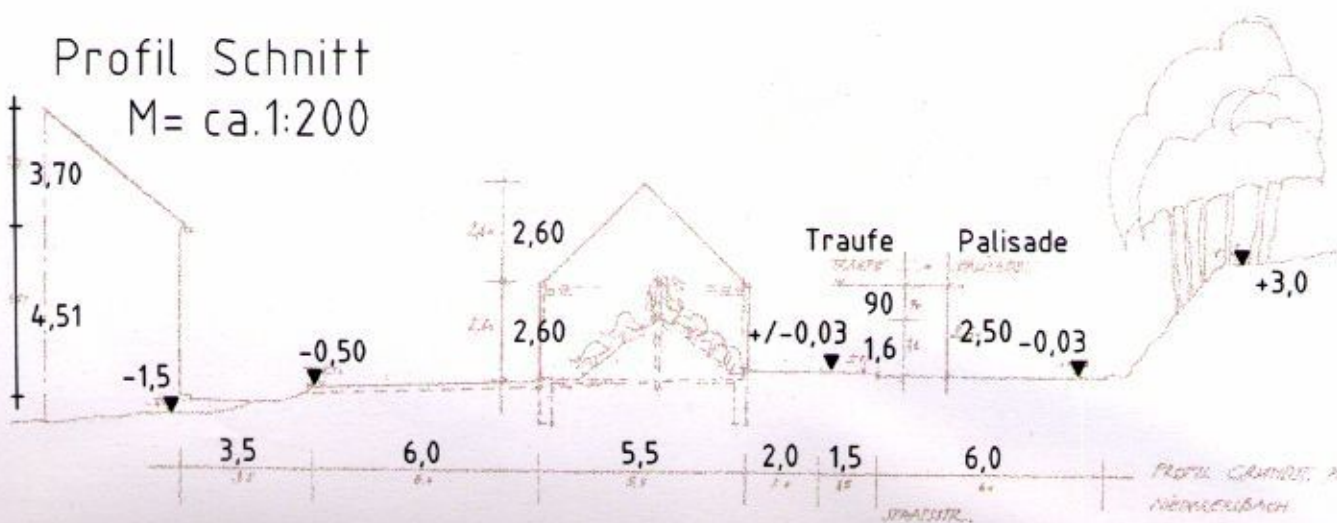 Profil Schnitt
M= ca.1:200
3,70
2,60
Traufe Palisade
+3,0
90
4,51
2,60
+/-0,03
1,6
2,50
-0,03
-0,50
-1,5
3,5 6,0 5,5 2,0 1,5 6,0
PROFIL
STAATSSTR.